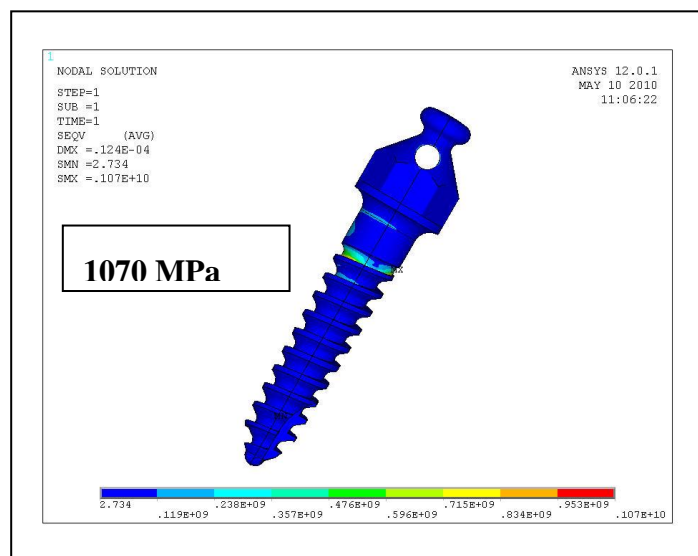 1
NODAL SOLUTION
STEP=1
SUB =1
TIME=1
SEQV (AVG)
DMX =.124E-04
SMN =2.734
SMX =.107E+10
ANSYS 12.0.1
MAY 10 2010
11:06:22
1070 MPa
MX
2.734 .238E+09 .476E+09 .715E+09 .953E+09
.119E+09 .357E+09 .596E+09 .834E+09 .107E+10